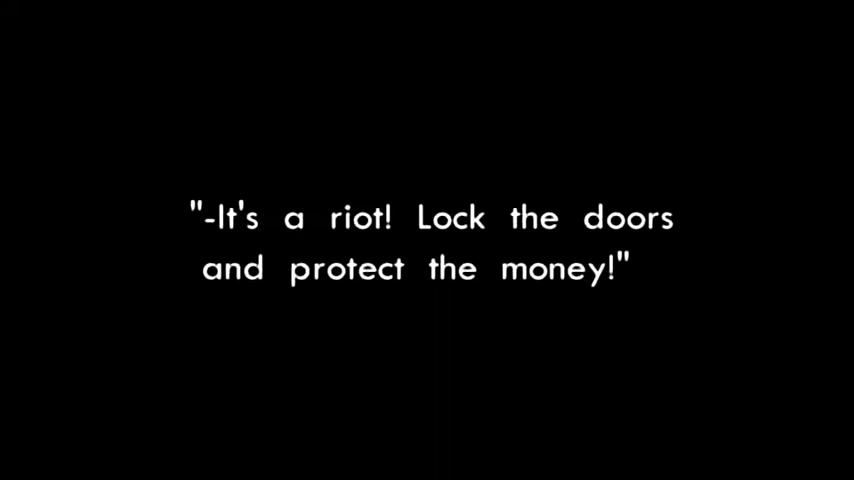 "-It's a riot! Lock the doors
and protect the money!"